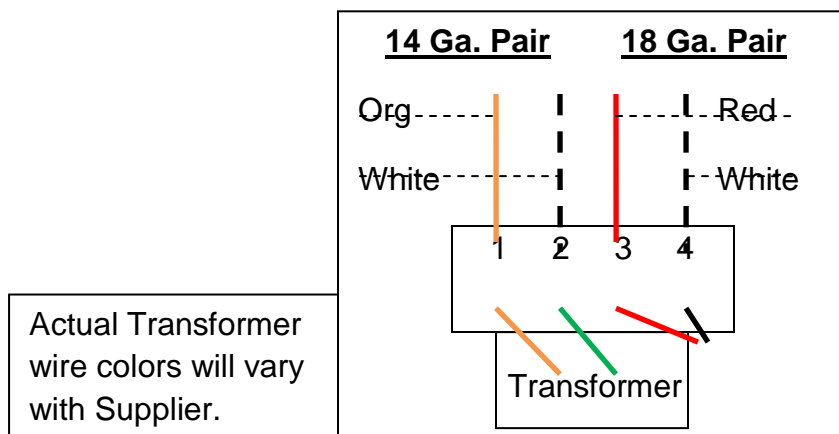 14 Ga. Pair 18 Ga. Pair
Org Red
White White
1 2 3 4
Actual Transformer
wire colors will vary
with Supplier.
Transformer